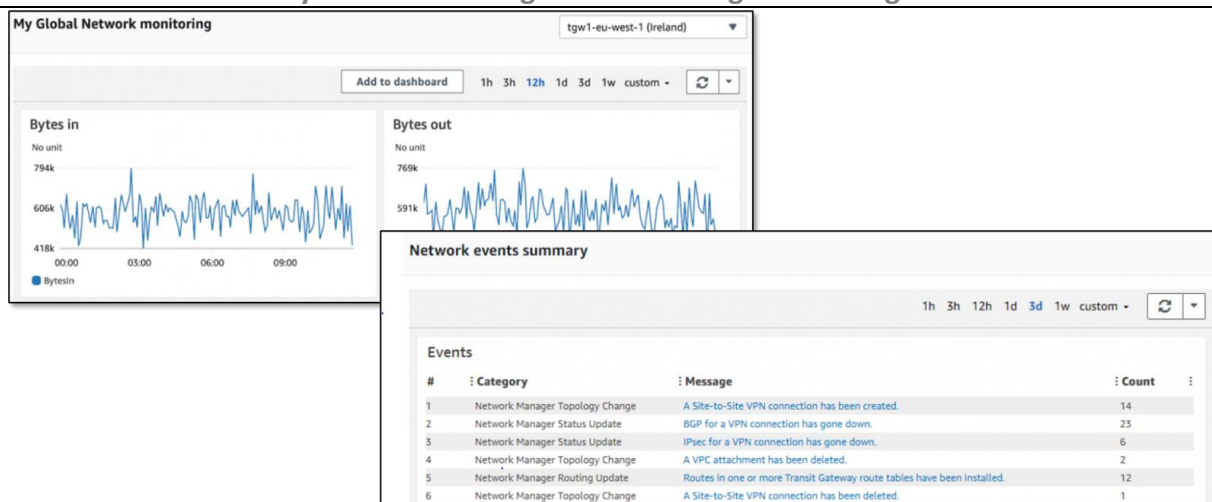 My Global Network monitoring
tgw1-eu-west-1 (Ireland)
Add to dashboard 1h 3h 12h 1d 3d 1w custom
Bytes in
No unit
794k
606k
418k
00:00 03:00 06:00 09:00
BytesIn
Bytes out
No unit
769k
591k
Network events summary
1h 3h 12h 1d 3d 1w custom
Events
# Category Message Count
1 Network Manager Topology Change A Site-to-Site VPN connection has been created. 14
2 Network Manager Status Update BGP for a VPN connection has gone down. 23
3 Network Manager Status Update IPsec for a VPN connection has gone down. 6
4 Network Manager Topology Change A VPC attachment has been deleted. 2
5 Network Manager Routing Update Routes in one or more Transit Gateway route tables have been installed. 12
6 Network Manager Topology Change A Site-to-Site VPN connection has been deleted. 1